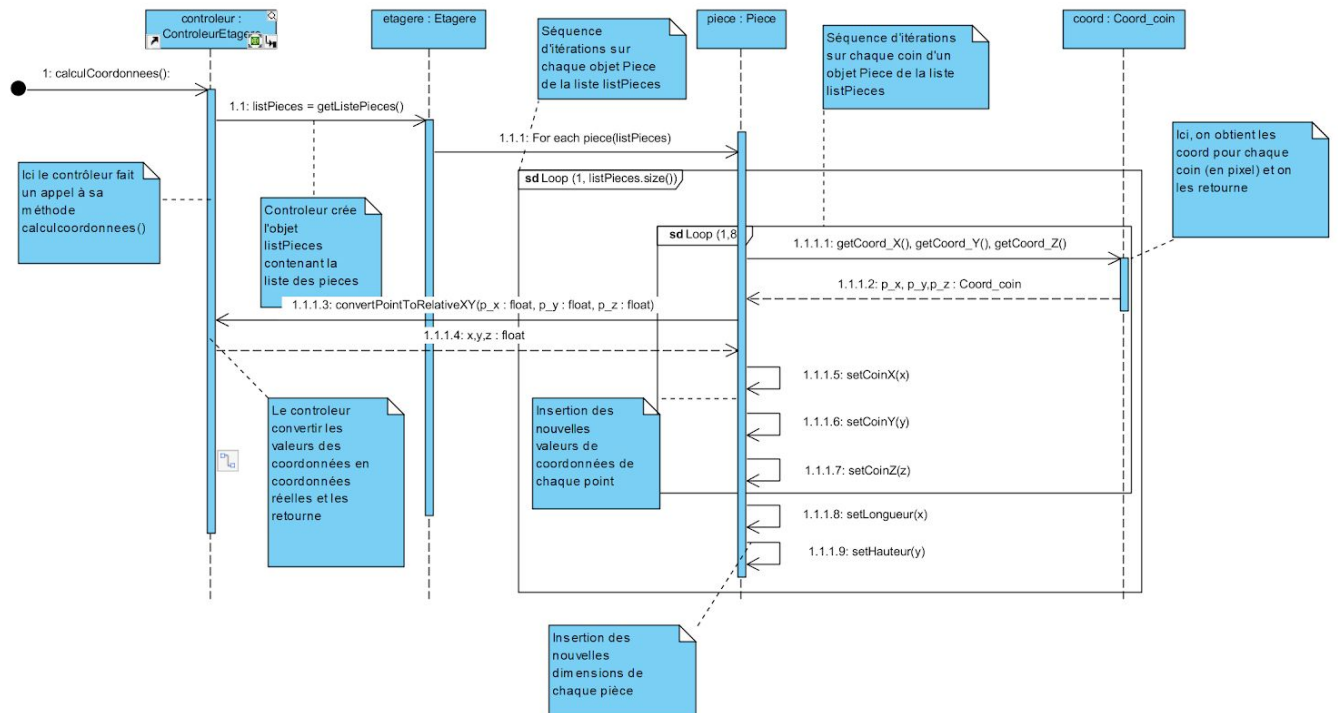 controleur :
ControleurEtagere
etagere : Etagere
piece : Piece
coord : Coord_coin
Séquence
d'itérations sur
chaque objet Piece
de la liste listPieces
Séquence d'itérations
sur chaque coin d'un
objet Piece de la liste
listPieces
1: calculCoordonnees():
1.1: listPieces = getListePieces()
1.1.1: For each piece(listPieces)
Ici, on obtient les
coord pour chaque
coin (en pixel) et on
les retourne
Ici le contrôleur fait
un appel à sa
méthode
calculcoordonnees()
sd Loop (1, listPieces.size())
Controleur crée
l'objet
listPieces
contenant la
liste des pieces
sd Loop (1,8
1.1.1.1: getCoord_X(), getCoord_Y(), getCoord_Z()
1.1.1.2: p_x, p_y,p_z : Coord_coin
1.1.1.3: convertPointToRelativeXY(p_x : float, p_y : float, p_z : float)
1.1.1.4: x,y,z : float
1.1.1.5: setCoinX(x)
Le controleur
convertir les
valeurs des
coordonnées en
coordonnées
réelles et les
retourne
Insertion des
nouvelles
valeurs de
coordonnées de
chaque point
1.1.1.6: setCoinY(y)
1.1.1.7: setCoinZ(z)
1.1.1.8: setLongueur(x)
1.1.1.9: setHauteur(y)
Insertion des
nouvelles
dimensions de
chaque pièce